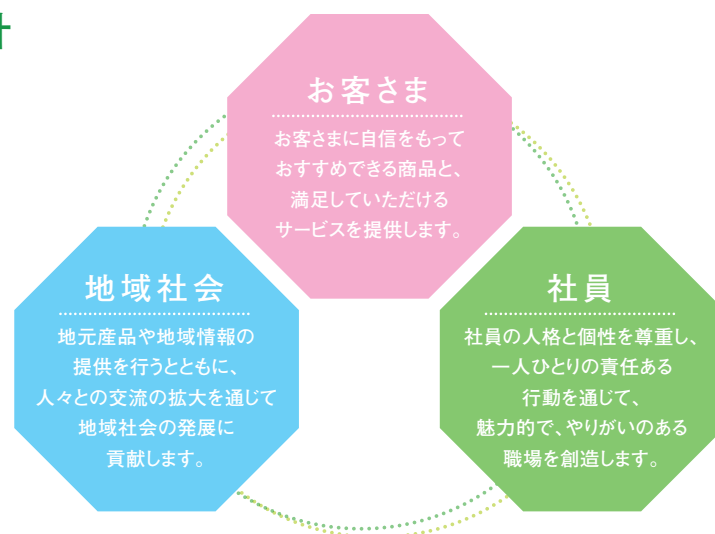 計
お客さま
お客さまに自信をもって
おすすめできる商品と、
満足していただける
サービスを提供します。
地域社会
地元産品や地域情報の
提供を行うとともに、
人々との交流の拡大を通じて
地域社会の発展に
貢献します。
社員
社員の人格と個性を尊重し、
一人ひとりの責任ある
行動を通じて、
魅力的で、やりがいのある
職場を創造します。